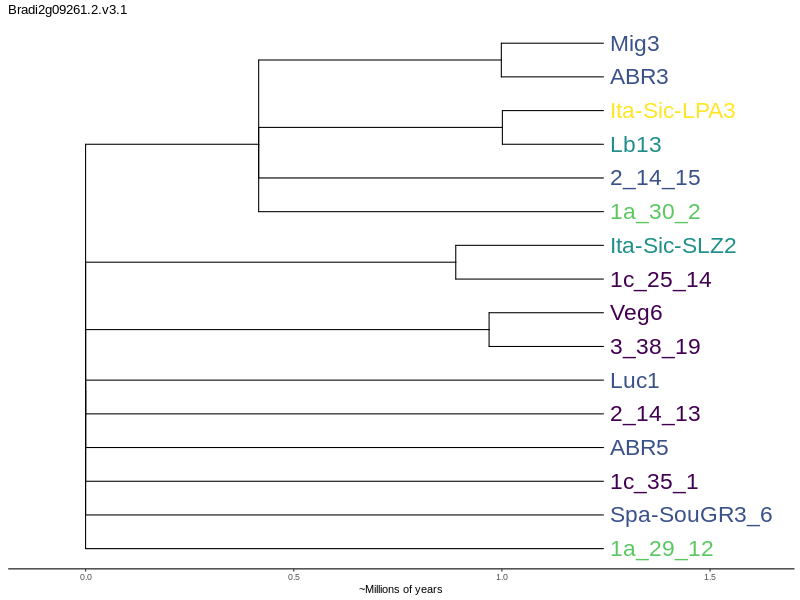 Bradi2g09261.2.v3.1
Mig3
ABR3
Ita-Sic-LPA3
Lb13
2_14_15
1a_30_2
Ita-Sic-SLZ2
1c_25_14
Veg6
3_38_19
Luc1
2_14_13
ABR5
1c_35_1
Spa-SouGR3_6
1a_29_12
0.0 0.5 1.0 1.5
~Millions of years